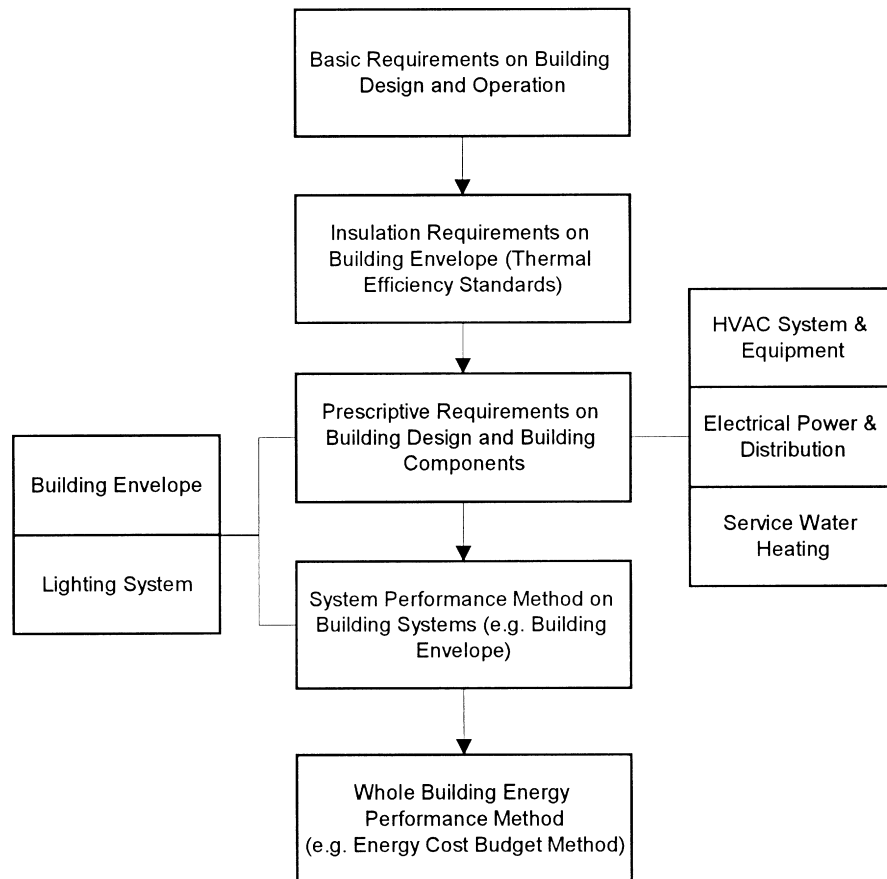 Basic Requirements on Building
Design and Operation
Insulation Requirements on
Building Envelope (Thermal
Efficiency Standards)
HVAC System &
Equipment
Prescriptive Requirements on
Building Design and Building
Components
Electrical Power &
Distribution
Building Envelope
Service Water
Heating
Lighting System
System Performance Method on
Building Systems (e.g. Building
Envelope)
Whole Building Energy
Performance Method
(e.g. Energy Cost Budget Method)